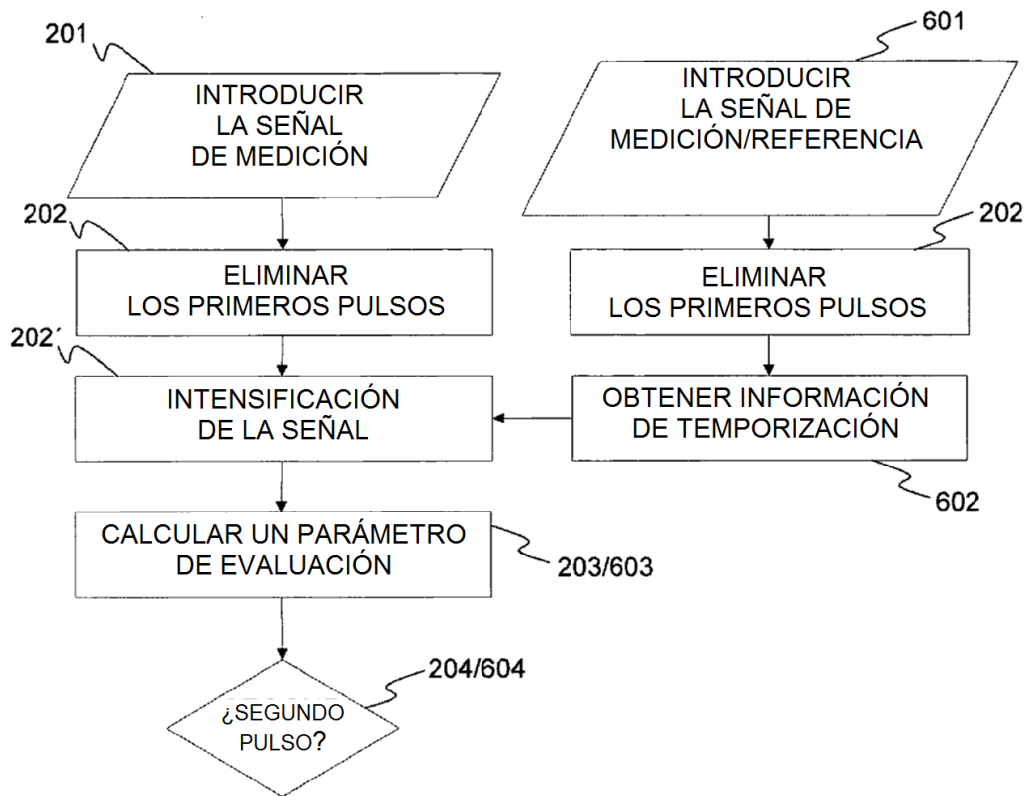 201
INTRODUCIR
LA SEÑAL
DE MEDICIÓN
601
INTRODUCIR
LA SEÑAL DE
MEDICIÓN/REFERENCIA
202
ELIMINAR
LOS PRIMEROS PULSOS
202
ELIMINAR
LOS PRIMEROS PULSOS
202´
INTENSIFICACIÓN
DE LA SEÑAL
OBTENER INFORMACIÓN
DE TEMPORIZACIÓN
602
CALCULAR UN PARÁMETRO
DE EVALUACIÓN
203/603
204/604
¿SEGUNDO
PULSO?